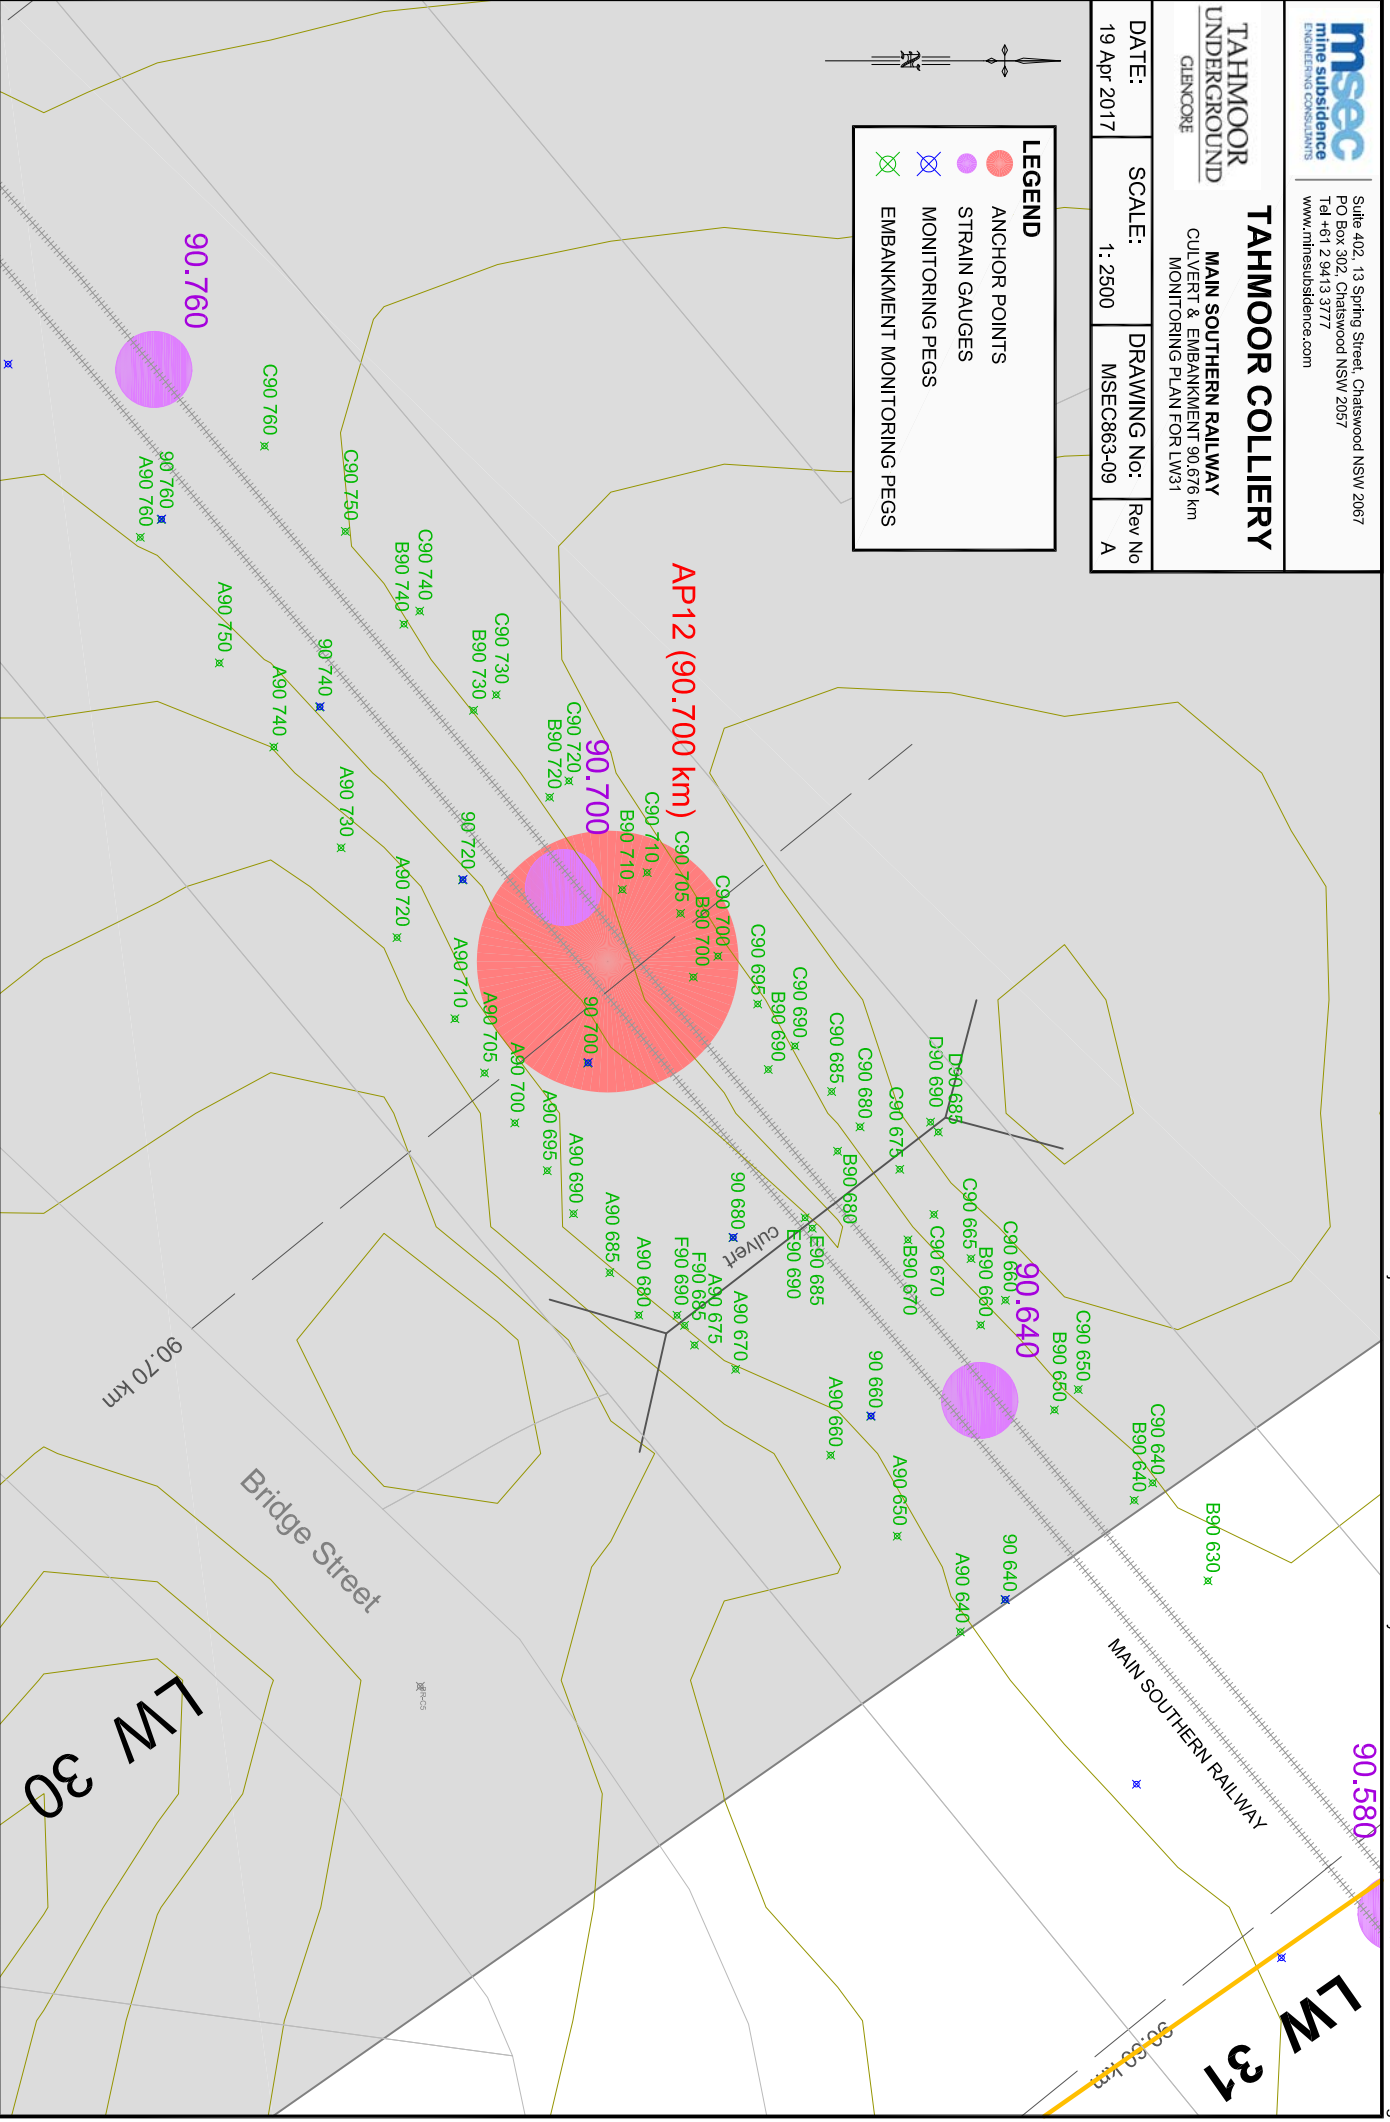 msec
mine subsidence
ENGINEERING CONSULTANTS
Suite 402, 13 Spring Street, Chatswood NSW 2067
PO Box 302, Chatswood NSW 2057
Tel +61 2 9413 3777
www.minesubsidence.com
TAHMOOR
UNDERGROUND
GLENCORE
TAHMOOR COLLIERY
MAIN SOUTHERN RAILWAY
CULVERT & EMBANKMENT 90.676 km
MONITORING PLAN FOR LW31
DATE:
19 Apr 2017
SCALE:
1: 2500
DRAWING No:
MSEC863-09
Rev No
A
N
LEGEND
ANCHOR POINTS
STRAIN GAUGES
MONITORING PEGS
EMBANKMENT MONITORING PEGS
90.760
C90 760
90 760
A90 760
C90 750
A90 750
C90 740
B90 740
90 740
A90 740
C90 730
B90 730
A90 730
AP12 (90.700 km)
90.700
C90 720
B90 720
90 720
A90 720
C90 710
B90 710
A90 710
C90 705
A90 705
C90 700
B90 700
90 700
A90 700
C90 695
A90 695
C90 690
B90 690
A90 690
C90 685
A90 685
C90 680
B90 680
90 680
A90 680
D90 685
D90 690
C90 675
E90 685
E90 690
F90 690
F90 685
A90 675
A90 670
culvert
C90 670
B90 670
C90 665
C90 660
B90 660
90 660
A90 660
90.640
C90 650
B90 650
A90 650
C90 640
B90 640
90 640
A90 640
B90 630
MAIN SOUTHERN RAILWAY
90.580
90.70 km
Bridge Street
BR-C5
LW 30
LW 31
90.60 km